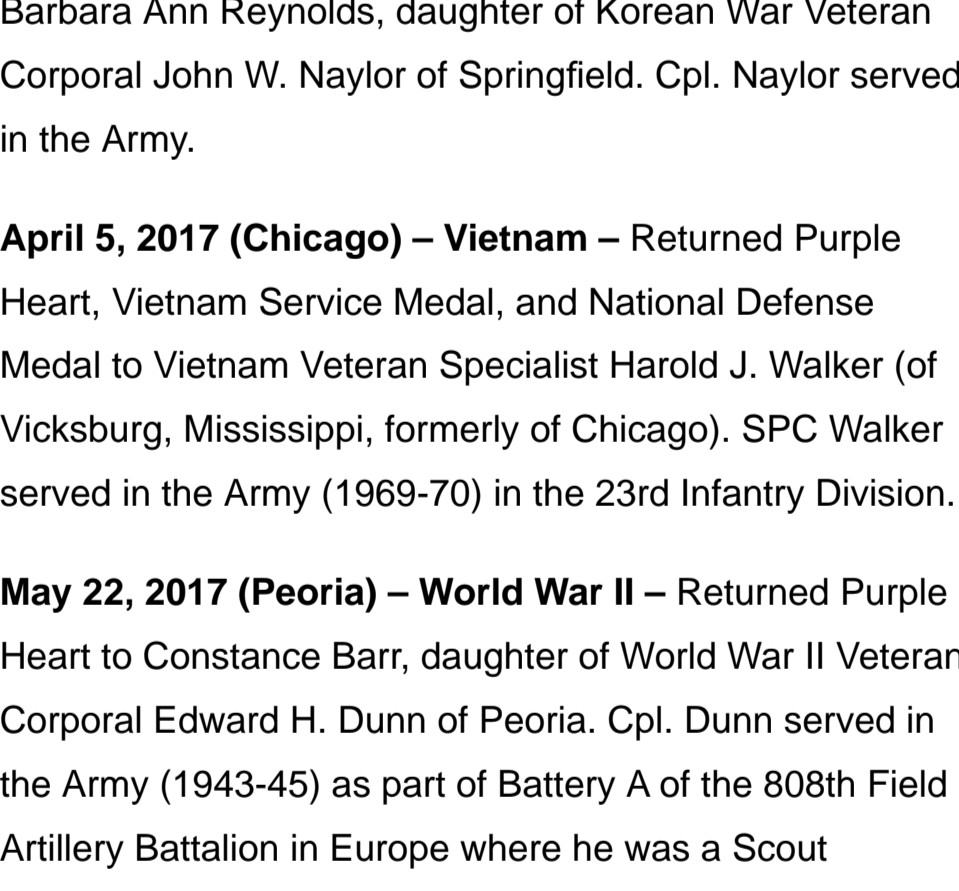 Barbara Ann Reynolds, daughter of Korean War Veteran
Corporal John W. Naylor of Springfield. Cpl. Naylor served
in the Army.
April 5, 2017 (Chicago) – Vietnam – Returned Purple
Heart, Vietnam Service Medal, and National Defense
Medal to Vietnam Veteran Specialist Harold J. Walker (of
Vicksburg, Mississippi, formerly of Chicago). SPC Walker
served in the Army (1969-70) in the 23rd Infantry Division.
May 22, 2017 (Peoria) – World War II – Returned Purple
Heart to Constance Barr, daughter of World War II Veteran
Corporal Edward H. Dunn of Peoria. Cpl. Dunn served in
the Army (1943-45) as part of Battery A of the 808th Field
Artillery Battalion in Europe where he was a Scout